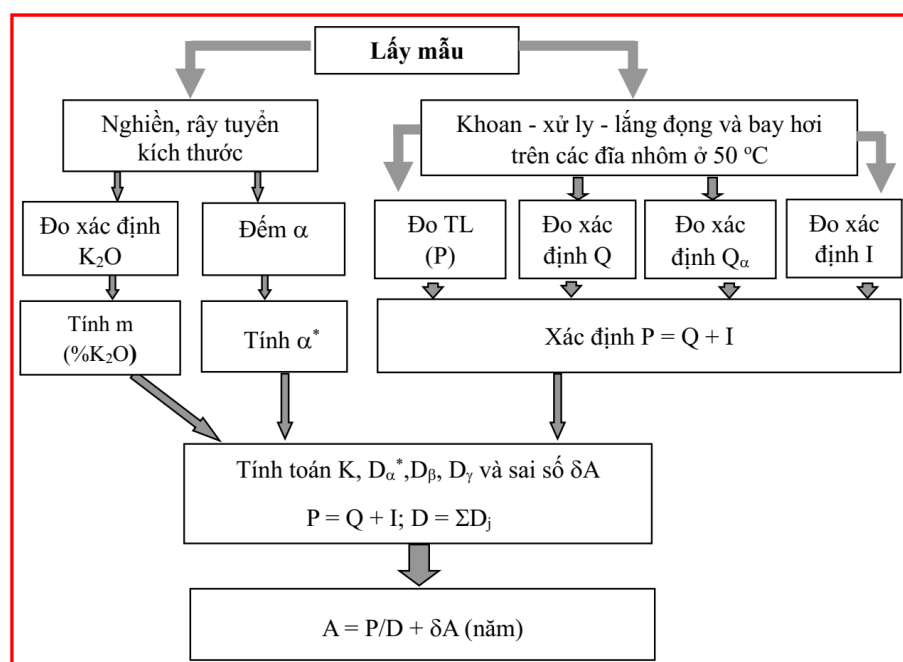 Lấy mẫu
Nghiền, rây tuyển
kích thước
Khoan - xử ly - lắng đọng và bay hơi
trên các đĩa nhôm ở 50 ºC
Đo xác định
K₂O
Đếm α
Đo TL
(P)
Đo xác
định Q
Đo xác
định Qα
Đo xác
định I
Tính m
(%K₂O)
Tính α*
Xác định P = Q + I
Tính toán K, Dα*,Dβ, Dγ và sai số δA
P = Q + I; D = ΣDⱼ
A = P/D + δA (năm)